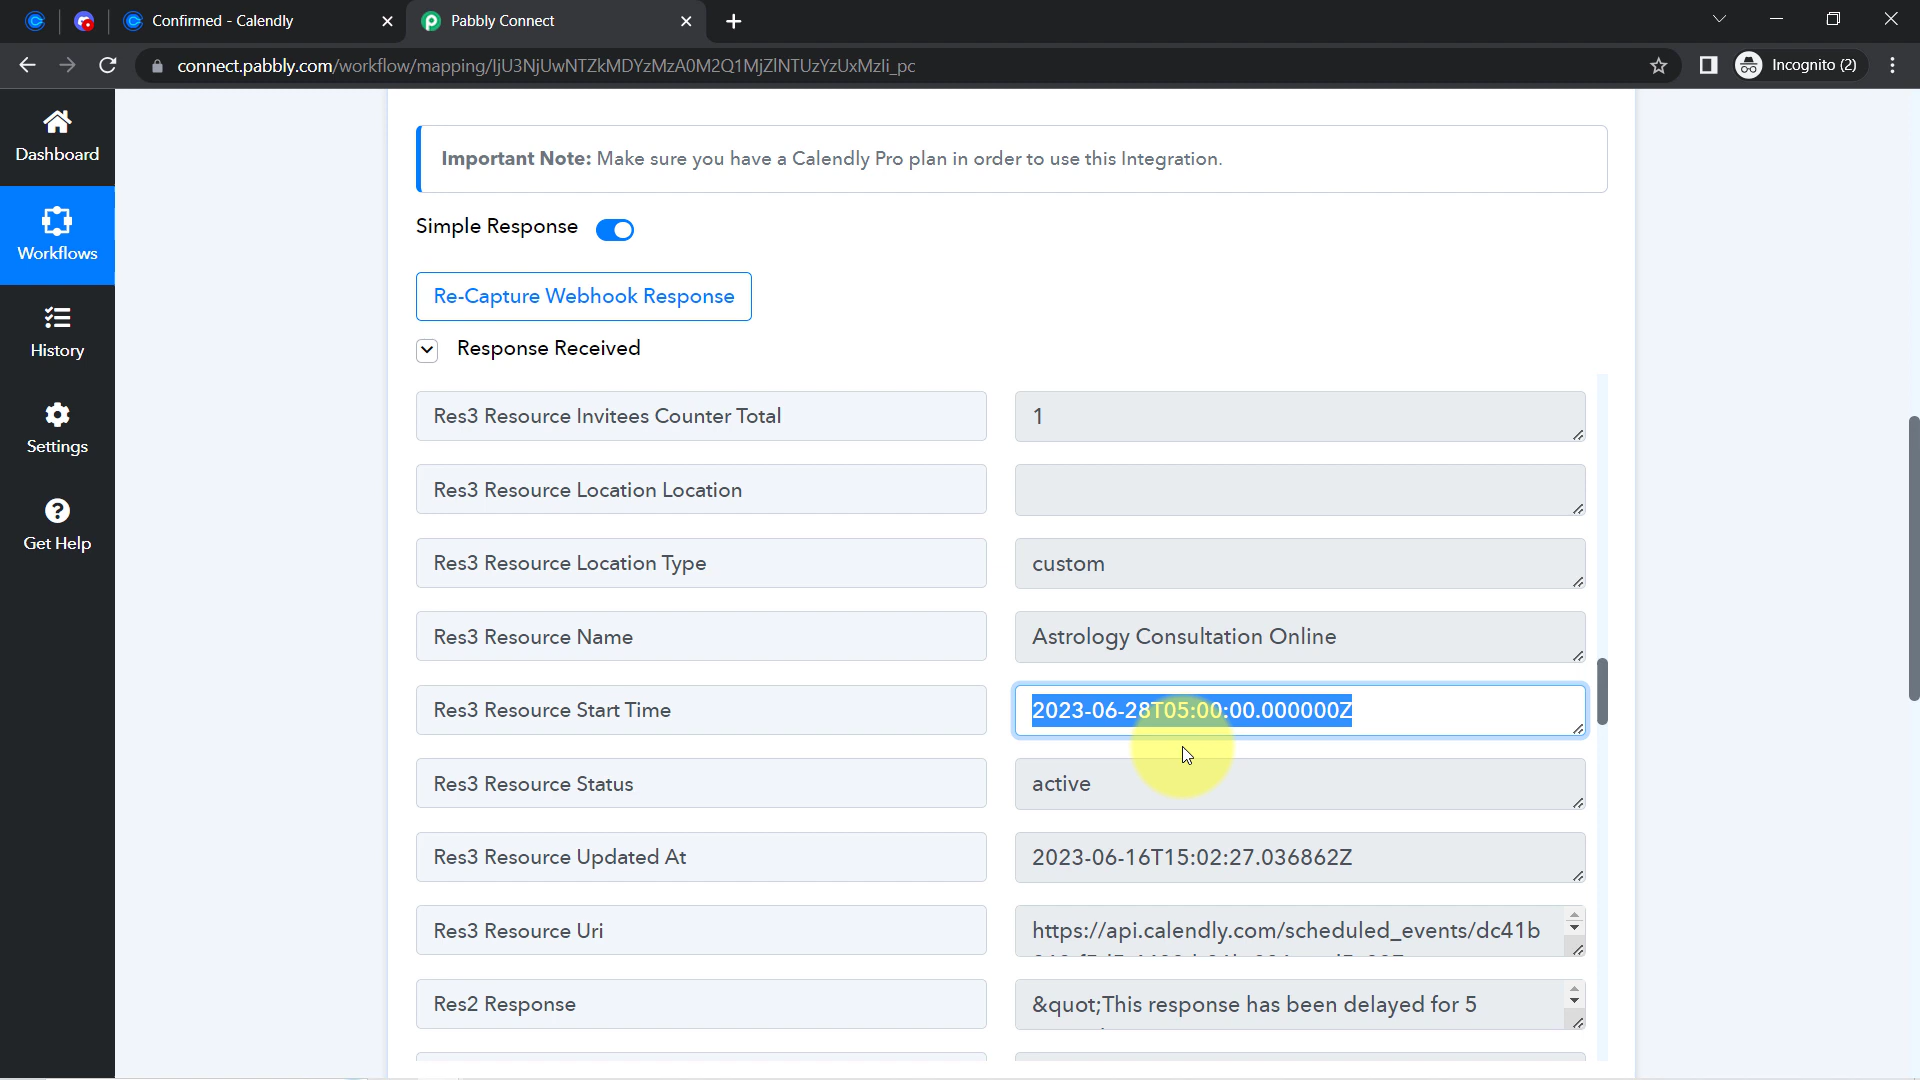 Confirmed - Calendly
Pabbly Connect
connect.pabbly.com/workflow/mapping/IjU3NjUwNTZkMDYzMzA0M2Q1MjZlNTUzYzUxMzIi_pc
Incognito (2)
Dashboard
Workflows
History
Settings
Get Help
Important Note: Make sure you have a Calendly Pro plan in order to use this Integration.
Simple Response
Re-Capture Webhook Response
Response Received
Res3 Resource Invitees Counter Total
1
Res3 Resource Location Location
Res3 Resource Location Type
custom
Res3 Resource Name
Astrology Consultation Online
Res3 Resource Start Time
2023-06-28T05:00:00.000000Z
Res3 Resource Status
active
Res3 Resource Updated At
2023-06-16T15:02:27.036862Z
Res3 Resource Uri
https://api.calendly.com/scheduled_events/dc41b
Res2 Response
&quot;This response has been delayed for 5